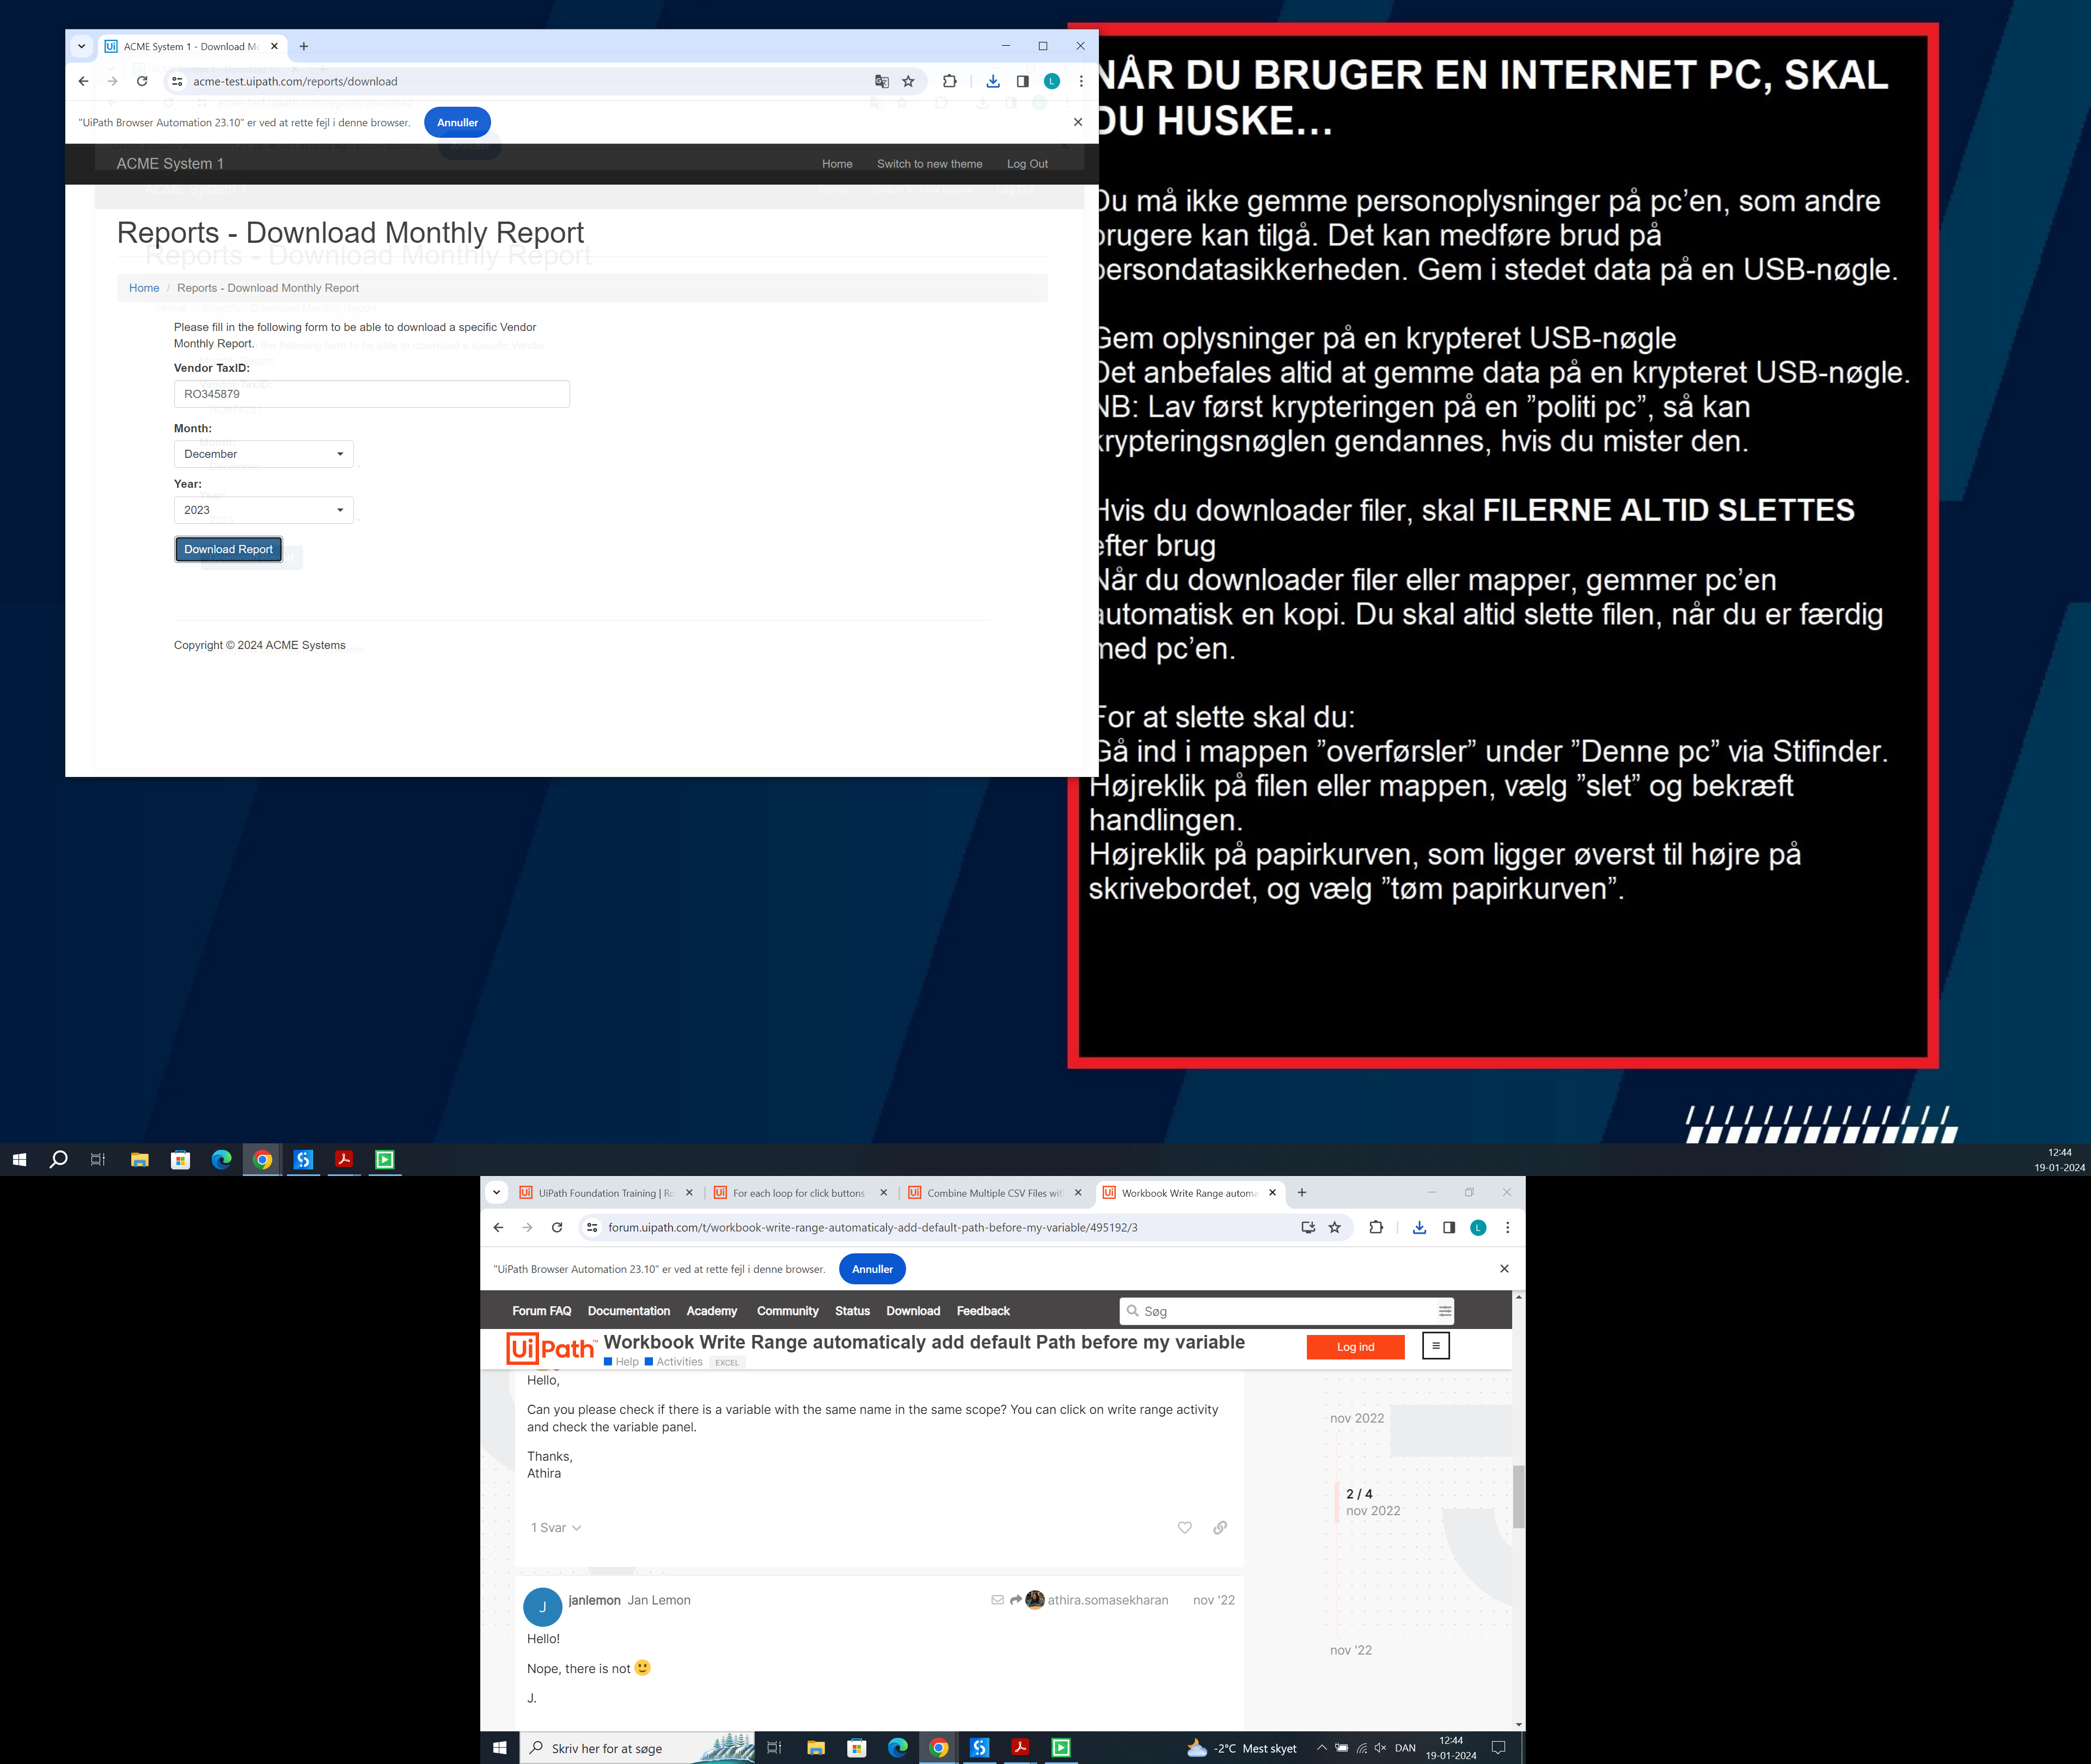 ACME System 1 - Download Mo
acme-test.uipath.com/reports/download
"UiPath Browser Automation 23.10" er ved at rette fejl i denne browser.
Annuller
ACME System 1
Home
Switch to new theme
Log Out
Reports - Download Monthly Report
Home / Reports - Download Monthly Report
Please fill in the following form to be able to download a specific Vendor
Monthly Report.
Vendor TaxID:
RO345879
Month:
December
Year:
2023
Download Report
Copyright © 2024 ACME Systems
NÅR DU BRUGER EN INTERNET PC, SKAL
DU HUSKE...
Du må ikke gemme personoplysninger på pc’en, som andre
brugere kan tilgå. Det kan medføre brud på
persondatasikkerheden. Gem i stedet data på en USB-nøgle.
Gem oplysninger på en krypteret USB-nøgle
Det anbefales altid at gemme data på en krypteret USB-nøgle.
NB: Lav først krypteringen på en ”politi pc”, så kan
krypteringsnøglen gendannes, hvis du mister den.
Hvis du downloader filer, skal FILERNE ALTID SLETTES
efter brug
Når du downloader filer eller mapper, gemmer pc’en
automatisk en kopi. Du skal altid slette filen, når du er færdig
med pc’en.
For at slette skal du:
Gå ind i mappen ”overførsler” under ”Denne pc” via Stifinder.
Højreklik på filen eller mappen, vælg ”slet” og bekræft
handlingen.
Højreklik på papirkurven, som ligger øverst til højre på
skrivebordet, og vælg ”tøm papirkurven”.
12:44
19-01-2024
UiPath Foundation Training | Ro
For each loop for click buttons
Combine Multiple CSV Files wit
Workbook Write Range automa
forum.uipath.com/t/workbook-write-range-automaticaly-add-default-path-before-my-variable/495192/3
"UiPath Browser Automation 23.10" er ved at rette fejl i denne browser.
Annuller
Forum FAQ
Documentation
Academy
Community
Status
Download
Feedback
Søg
UiPath
Workbook Write Range automaticaly add default Path before my variable
Help
Activities
EXCEL
Log ind
Hello,
Can you please check if there is a variable with the same name in the same scope? You can click on write range activity
and check the variable panel.
Thanks,
Athira
1 Svar
nov 2022
2 / 4
nov 2022
nov '22
J
janlemon Jan Lemon
athira.somasekharan
nov '22
Hello!
Nope, there is not
J.
Skriv her for at søge
-2°C Mest skyet
DAN
12:44
19-01-2024